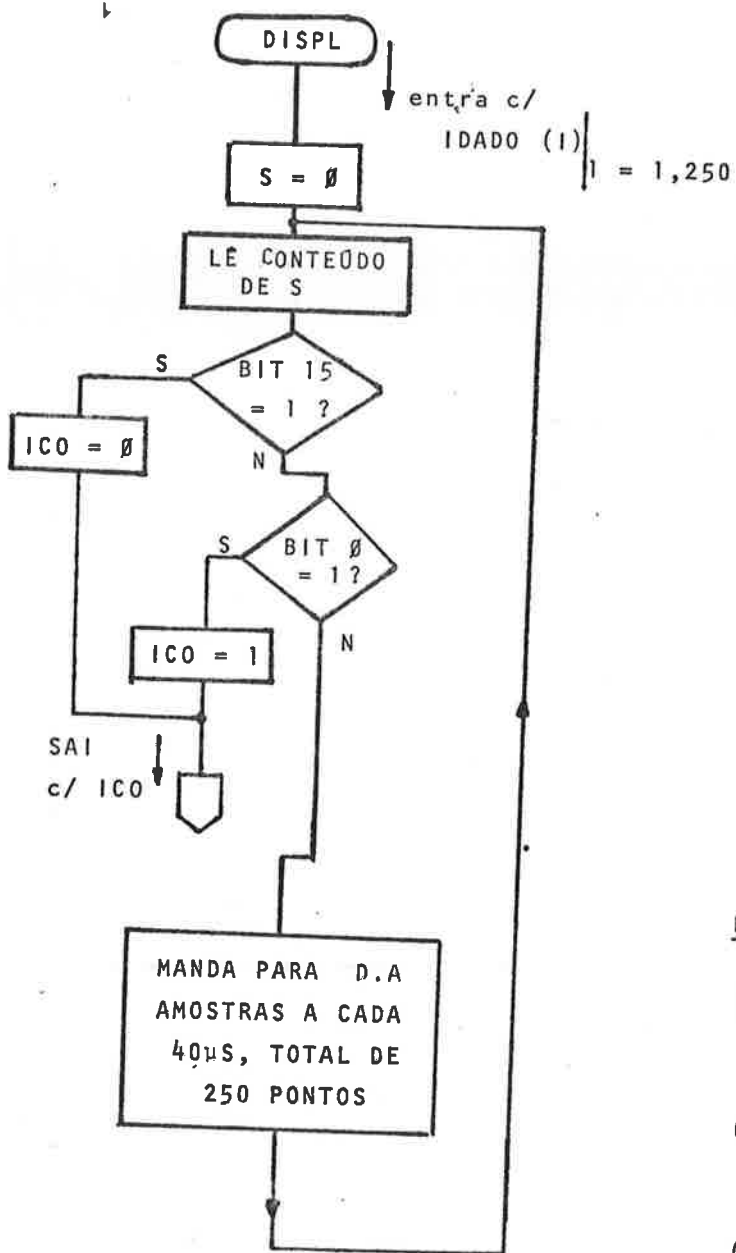 DISPL
entra c/
IDADO (I)
I = 1,250
S = Ø
LÊ CONTEÚDO
DE S
S
BIT 15
= 1 ?
ICO = Ø
N
S
BIT Ø
= 1?
ICO = 1
N
SAI
c/ ICO
MANDA PARA D.A
AMOSTRAS A CADA
40µS, TOTAL DE
250 PONTOS